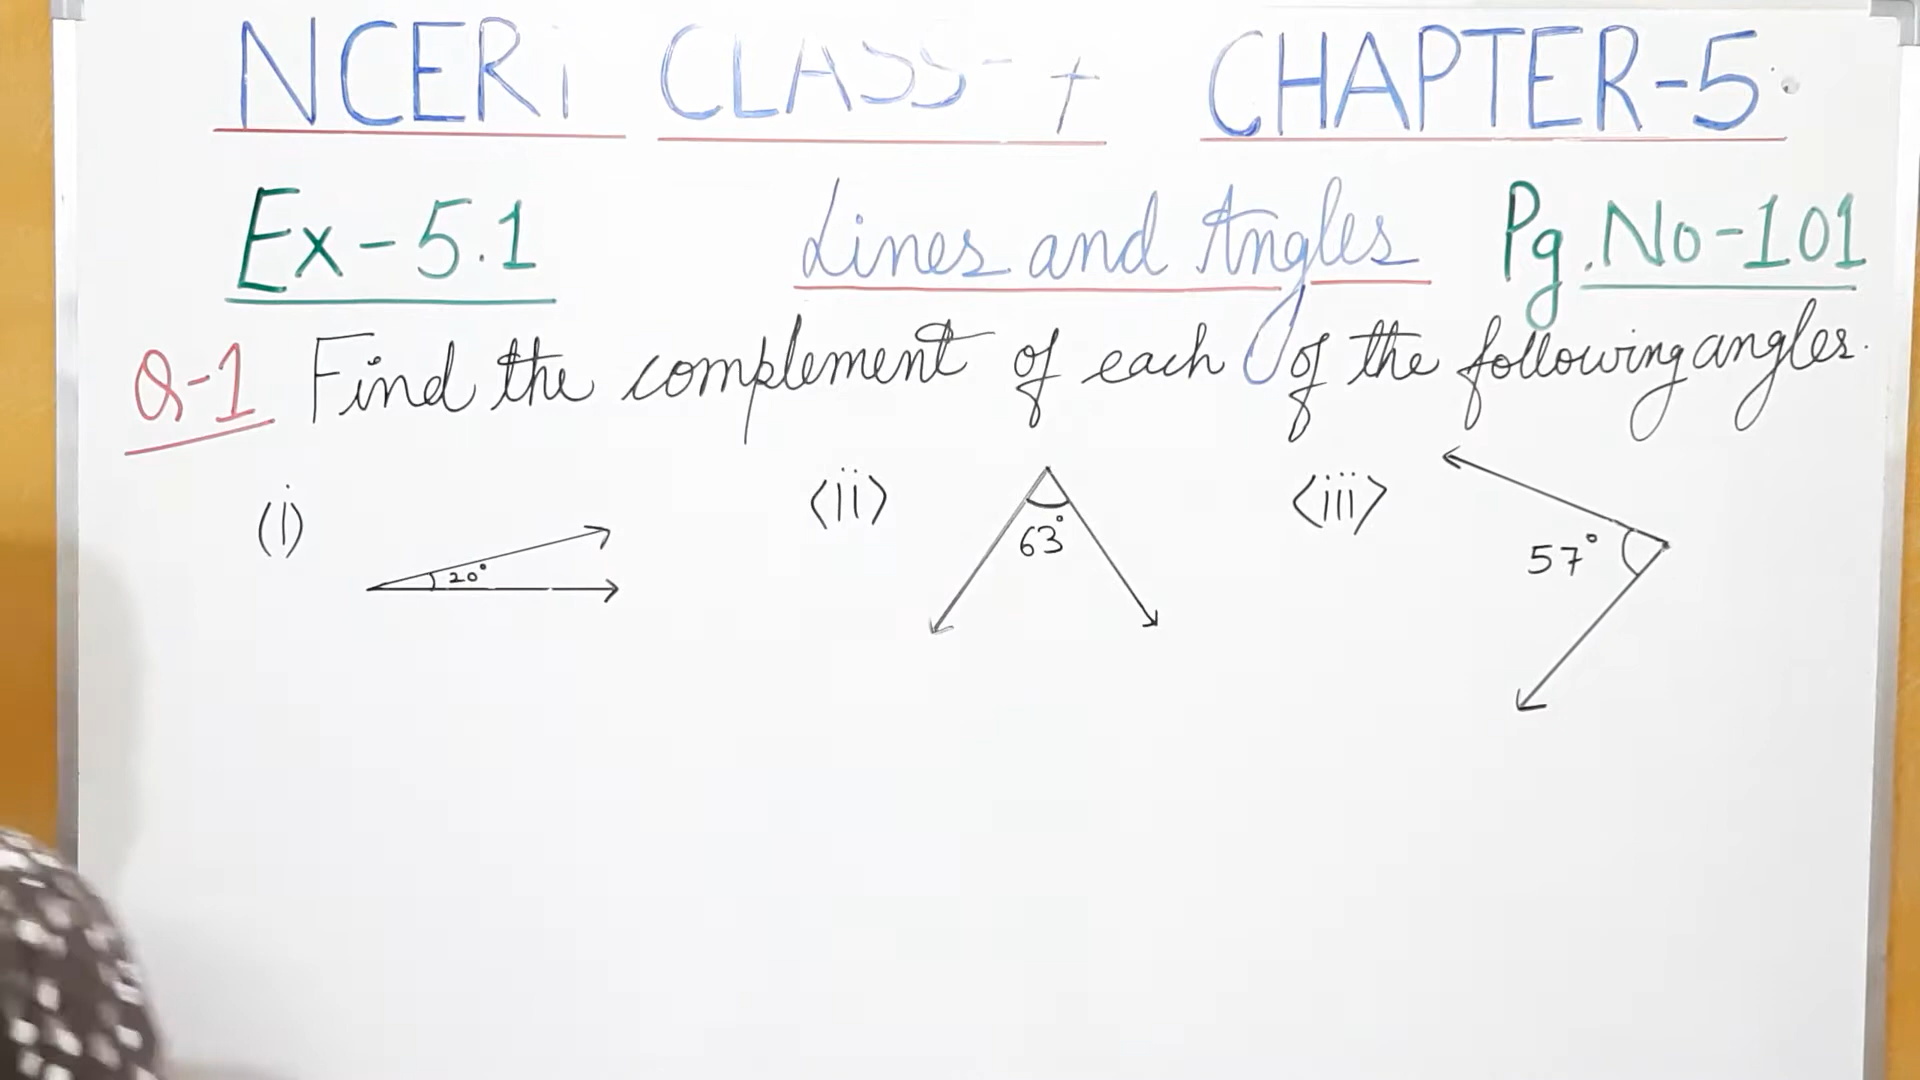 NCERT CLASS-7 CHAPTER-5
Ex-5.1 Lines and Angles Pg.No-101
Q-1 Find the complement of each of the following angles.
(i) 20° <ii> 63° <iii> 57°